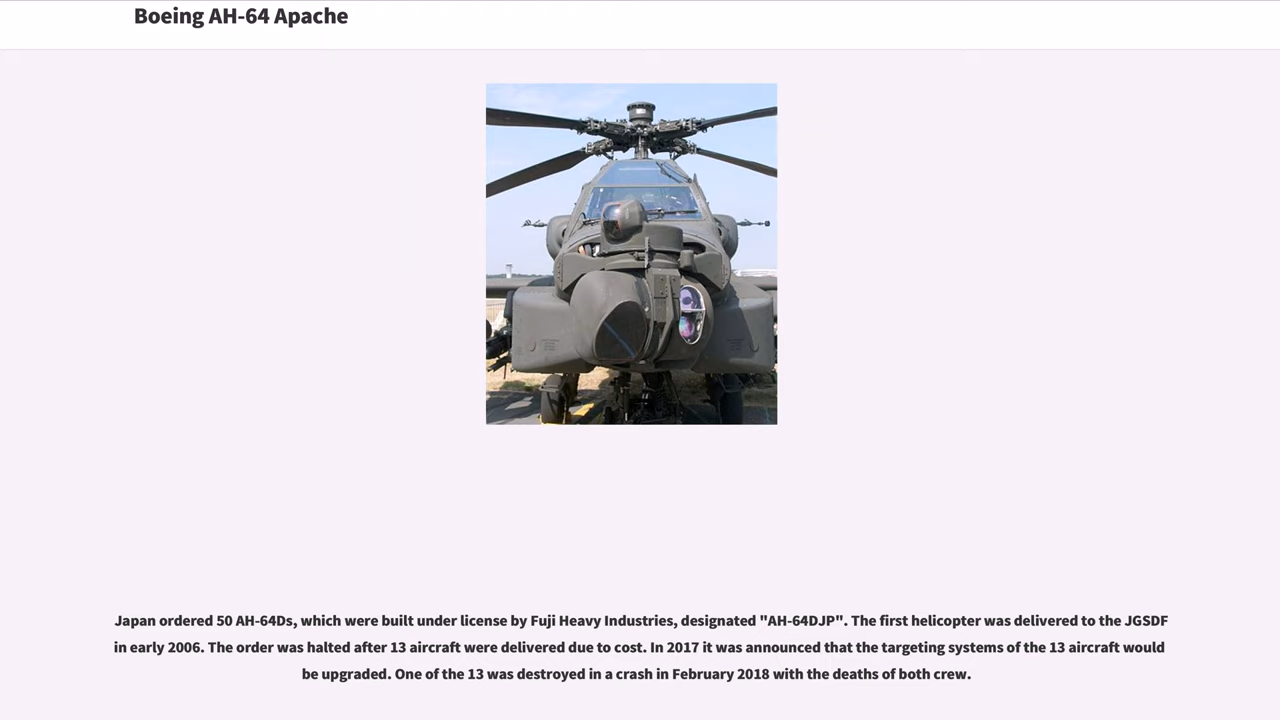 Boeing AH-64 Apache
Japan ordered 50 AH-64Ds, which were built under license by Fuji Heavy Industries, designated "AH-64DJP". The first helicopter was delivered to the JGSDF
in early 2006. The order was halted after 13 aircraft were delivered due to cost. In 2017 it was announced that the targeting systems of the 13 aircraft would
be upgraded. One of the 13 was destroyed in a crash in February 2018 with the deaths of both crew.